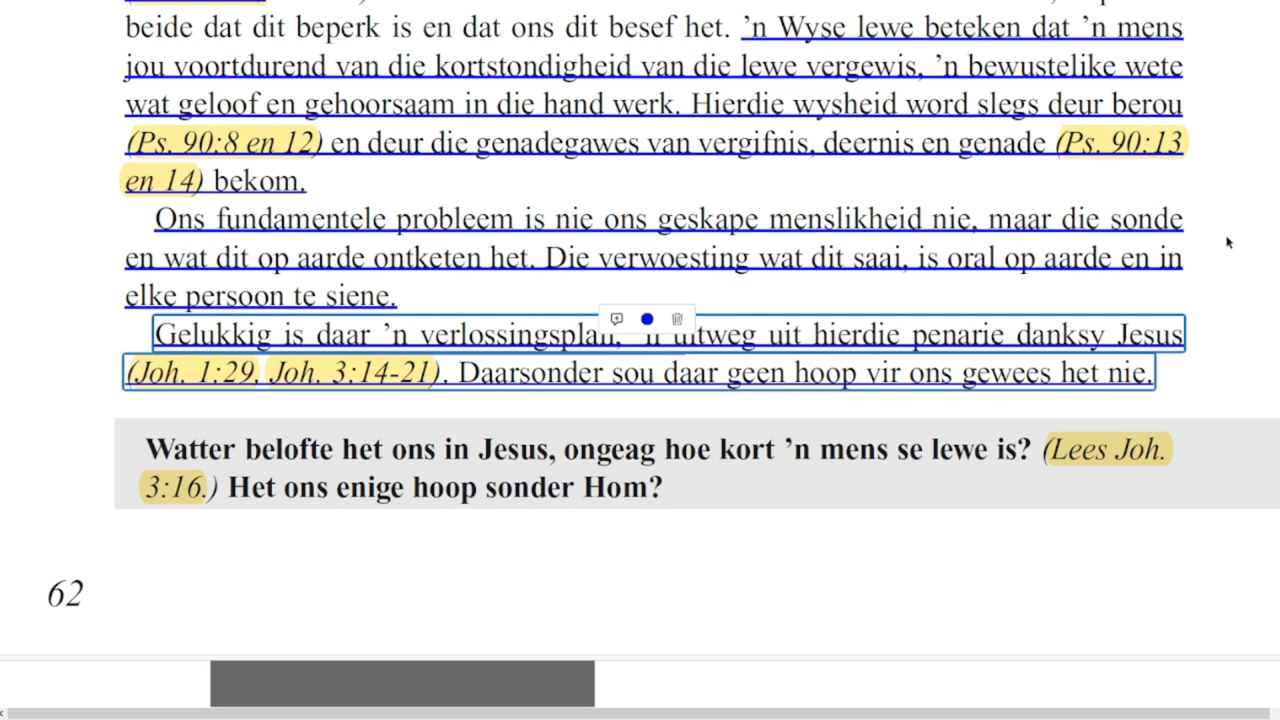 beide dat dit beperk is en dat ons dit besef het. ’n Wyse lewe beteken dat ’n mens
jou voortdurend van die kortstondigheid van die lewe vergewis, ’n bewustelike wete
wat geloof en gehoorsaam in die hand werk. Hierdie wysheid word slegs deur berou
(Ps. 90:8 en 12) en deur die genadegawes van vergifnis, deernis en genade (Ps. 90:13
en 14) bekom.
Ons fundamentele probleem is nie ons geskape menslikheid nie, maar die sonde
en wat dit op aarde ontketen het. Die verwoesting wat dit saai, is oral op aarde en in
elke persoon te siene.
Gelukkig is daar ’n verlossingsplan, ’n uitweg uit hierdie penarie danksy Jesus
(Joh. 1:29, Joh. 3:14-21). Daarsonder sou daar geen hoop vir ons gewees het nie.
Watter belofte het ons in Jesus, ongeag hoe kort ’n mens se lewe is? (Lees Joh.
3:16.) Het ons enige hoop sonder Hom?
62